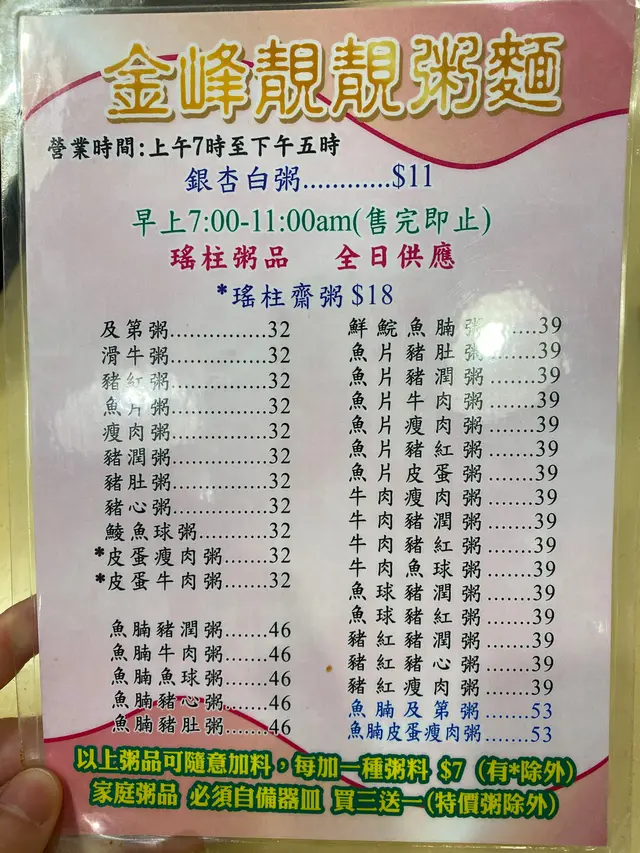 金峰靚靚粥麵
營業時間:上午7時至下午五時
銀杏白粥............$11
早上7:00-11:00am(售完即止)
瑤柱粥品 全日供應
*瑤柱齋粥 $18
及第粥...............32
滑牛粥...............32
豬紅粥...............32
魚片粥...............32
瘦肉粥...............32
豬潤粥...............32
豬肚粥...............32
豬心粥...............32
鯪魚球粥...........32
*皮蛋瘦肉粥.......32
*皮蛋牛肉粥.......32
魚腩豬潤粥.......46
魚腩牛肉粥.......46
魚腩魚球粥.......46
魚腩豬心粥.......46
魚腩豬肚粥.......46
鮮鯇魚腩粥.......39
魚片豬肚粥.......39
魚片豬潤粥.......39
魚片牛肉粥.......39
魚片瘦肉粥.......39
魚片豬紅粥.......39
魚片皮蛋粥.......39
牛肉瘦肉粥.......39
牛肉豬潤粥.......39
牛肉豬紅粥.......39
牛肉魚球粥.......39
魚球豬潤粥.......39
魚球豬紅粥.......39
豬紅豬潤粥.......39
豬紅豬心粥.......39
豬紅瘦肉粥.......39
魚腩及第粥.......53
魚腩皮蛋瘦肉粥.......53
以上粥品可隨意加料，每加一種粥料 $7 (有*除外)
家庭粥品 必須自備器皿 買三送一(特價粥除外)